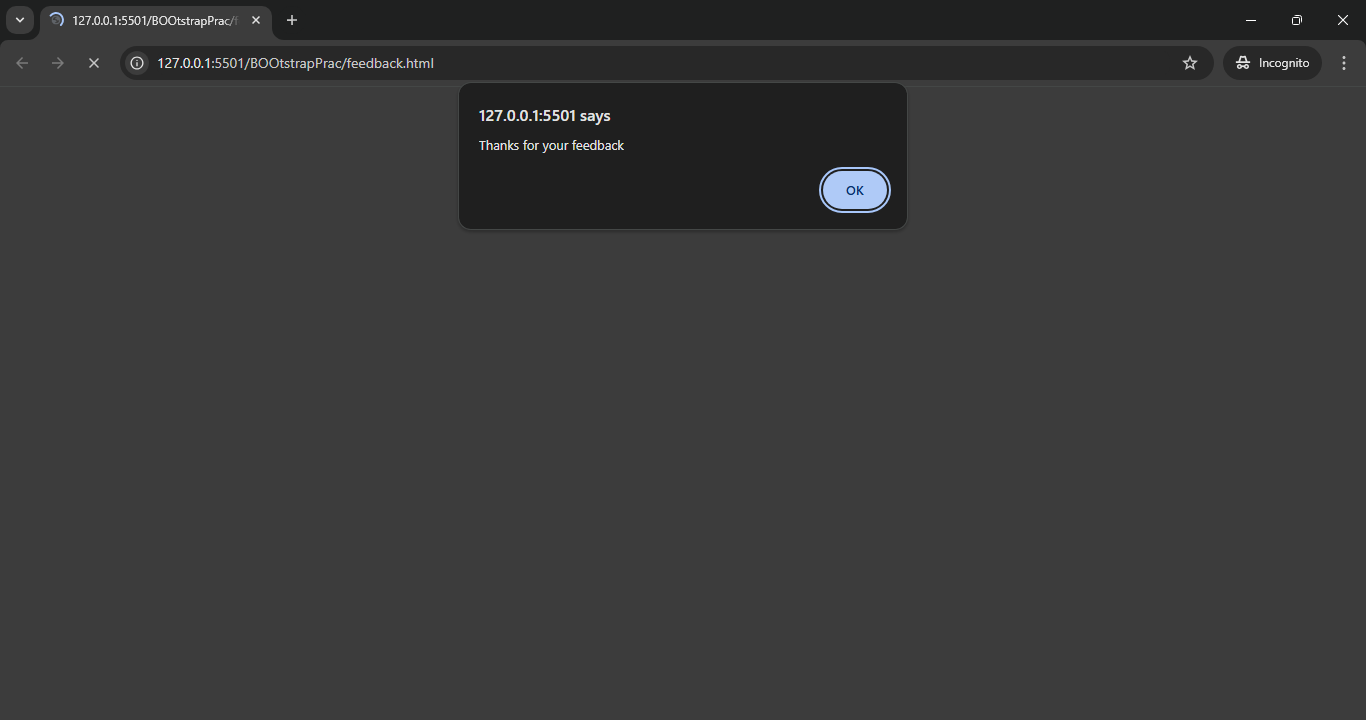 127.0.0.1:5501/BOOtstrapPrac/f
127.0.0.1:5501/BOOtstrapPrac/feedback.html
Incognito
127.0.0.1:5501 says
Thanks for your feedback
OK